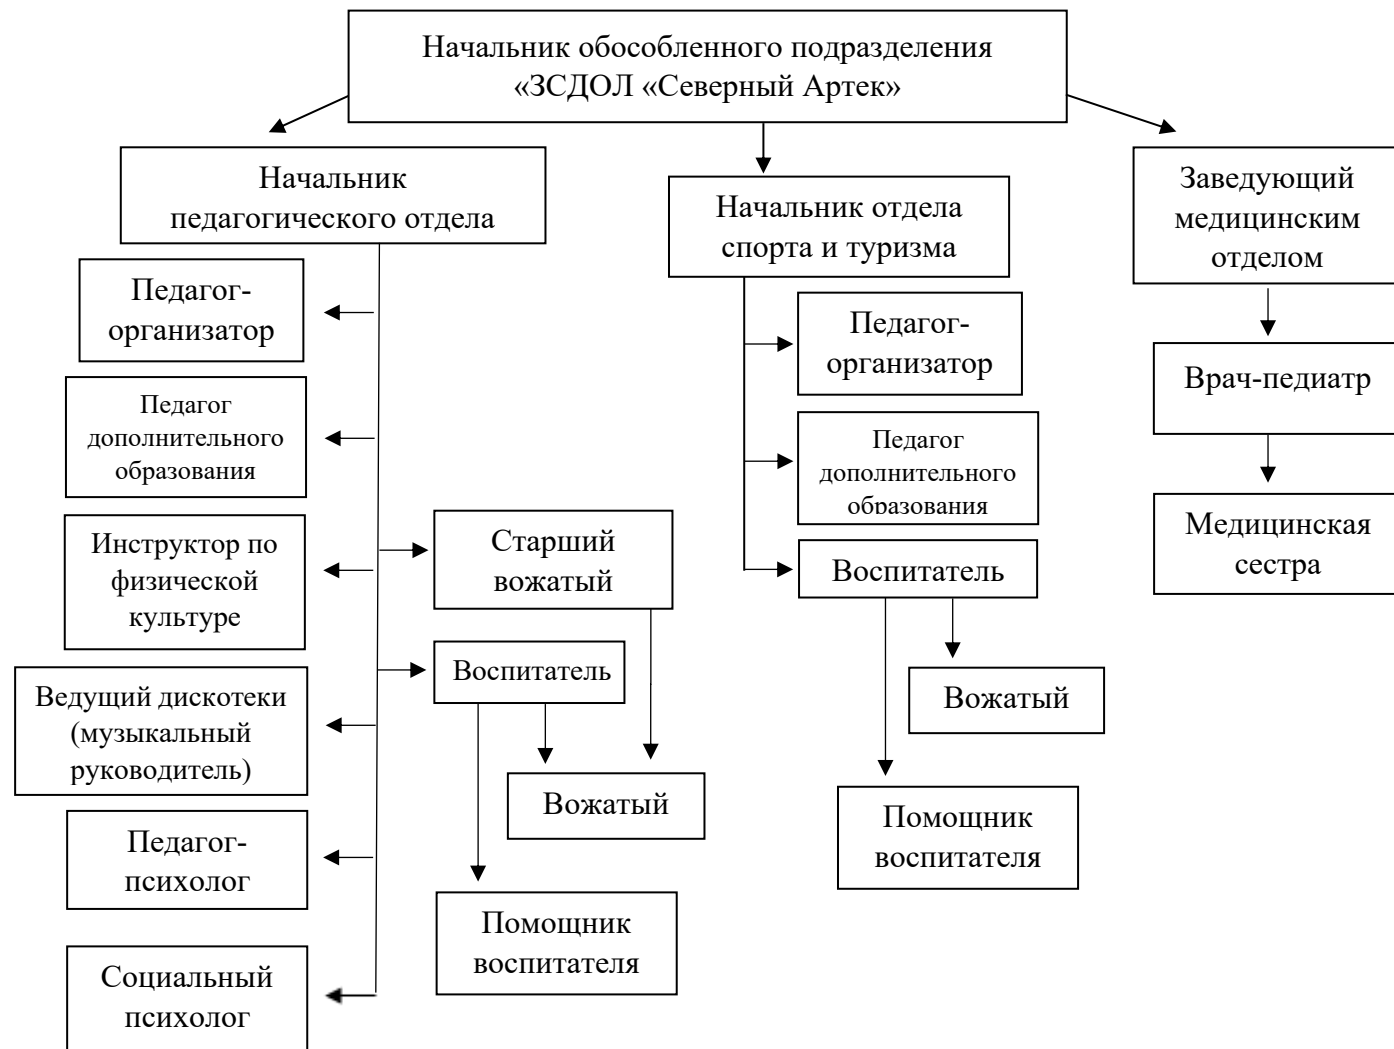 Начальник обособленного подразделения
«ЗСДОЛ «Северный Артек»
Начальник
педагогического отдела
Начальник отдела
спорта и туризма
Заведующий
медицинским
отделом
Педагог-
организатор
Педагог
дополнительного
образования
Инструктор по
физической
культуре
Ведущий дискотеки
(музыкальный
руководитель)
Педагог-
психолог
Социальный
психолог
Старший
вожатый
Воспитатель
Вожатый
Помощник
воспитателя
Педагог-
организатор
Педагог
дополнительного
образования
Воспитатель
Вожатый
Помощник
воспитателя
Врач-педиатр
Медицинская
сестра